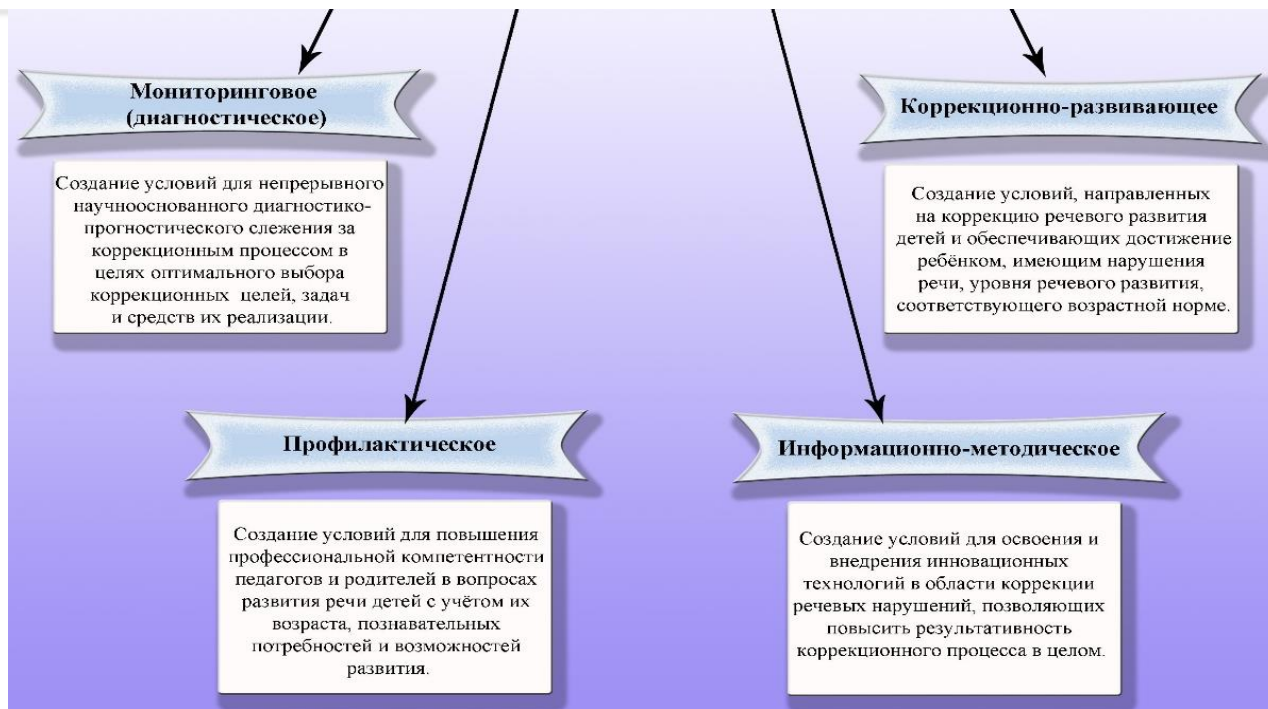 Мониторинговое
(диагностическое)
Создание условий для непрерывного
научнооснованного диагностико-
прогностического слежения за
коррекционным процессом в
целях оптимального выбора
коррекционных целей, задач
и средств их реализации.
Коррекционно-развивающее
Создание условий, направленных
на коррекцию речевого развития
детей и обеспечивающих достижение
ребёнком, имеющим нарушения
речи, уровня речевого развития,
соответствующего возрастной норме.
Профилактическое
Создание условий для повышения
профессиональной компетентности
педагогов и родителей в вопросах
развития речи детей с учётом их
возраста, познавательных
потребностей и возможностей
развития.
Информационно-методическое
Создание условий для освоения и
внедрения инновационных
технологий в области коррекции
речевых нарушений, позволяющих
повысить результативность
коррекционного процесса в целом.